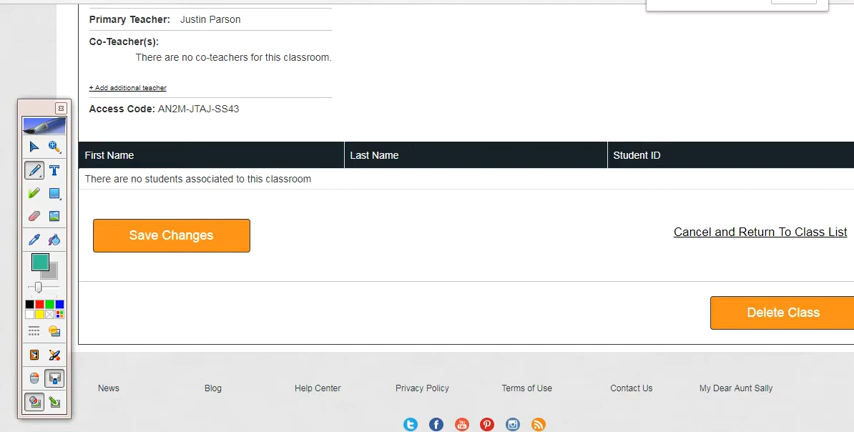 Primary Teacher: Justin Parson
Co-Teacher(s):
There are no co-teachers for this classroom.
+ Add additional teacher
Access Code: AN2M-JTAJ-SS43
First Name Last Name Student ID
There are no students associated to this classroom
Save Changes Cancel and Return To Class List
Delete Class
News Blog Help Center Privacy Policy Terms of Use Contact Us My Dear Aunt Sally